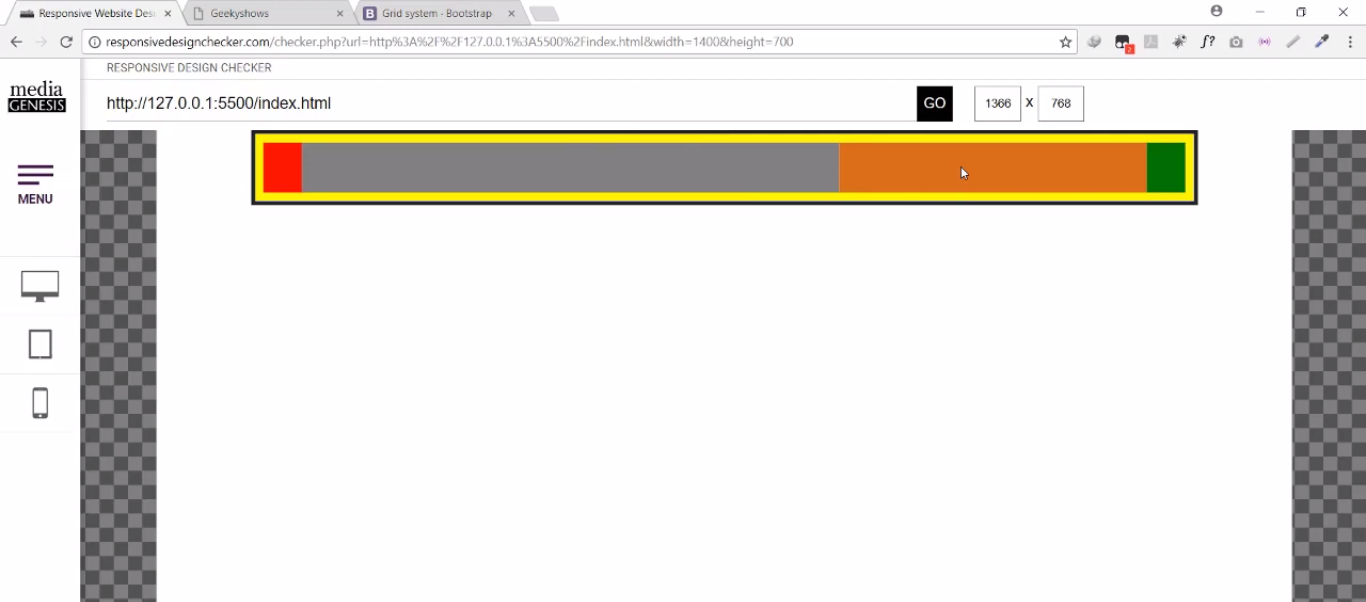 Responsive Website Des
Geekyshows
Grid system - Bootstrap
responsivedesignchecker.com/checker.php?url=http%3A%2F%2F127.0.0.1%3A5500%2Findex.html&width=1400&height=700
2
f?
RESPONSIVE DESIGN CHECKER
media
GENESIS
http://127.0.0.1:5500/index.html
GO
1366 X 768
MENU